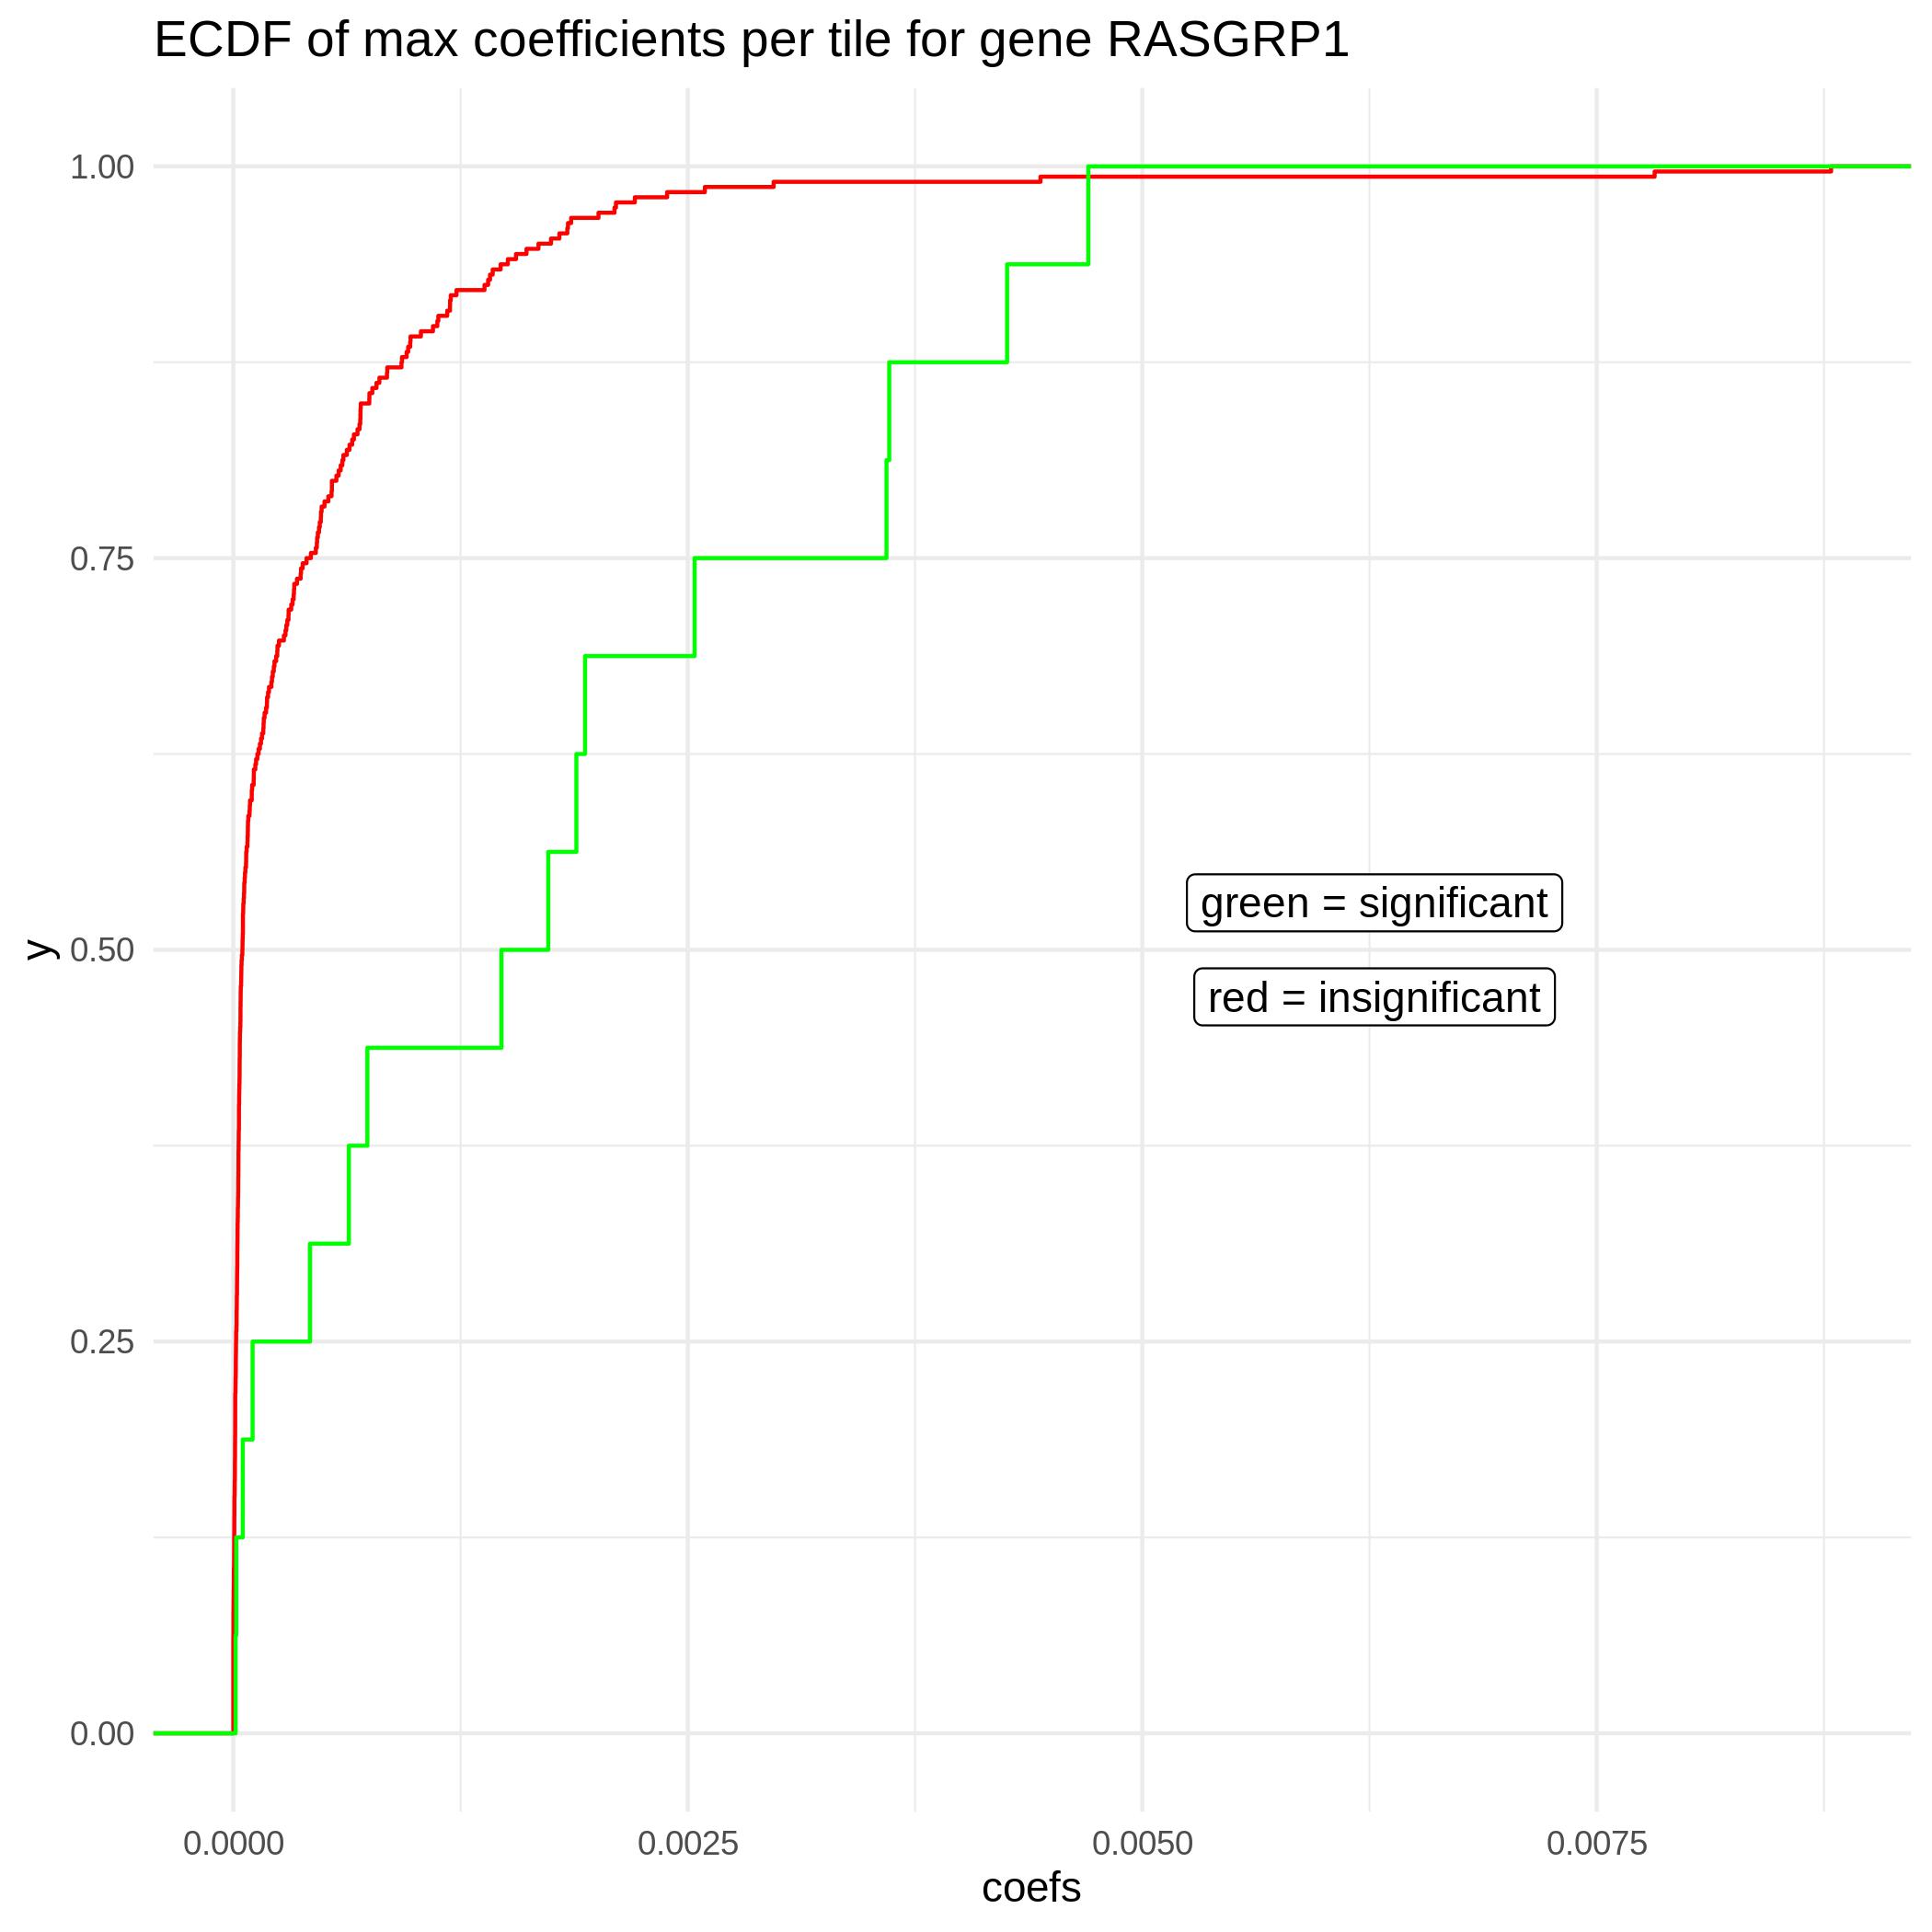 ECDF of max coefficients per tile for gene RASGRP1
1.00
0.75
0.50
0.25
0.00
y
green = significant
red = insignificant
0.0000
0.0025
0.0050
0.0075
coefs